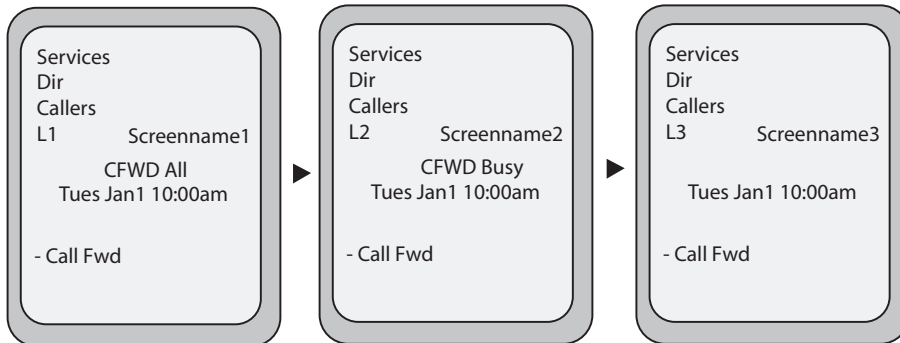 Services
Dir
Callers
L1 Screenname1
CFWD All
Tues Jan1 10:00am
- Call Fwd
Services
Dir
Callers
L2 Screenname2
CFWD Busy
Tues Jan1 10:00am
- Call Fwd
Services
Dir
Callers
L3 Screenname3
Tues Jan1 10:00am
- Call Fwd